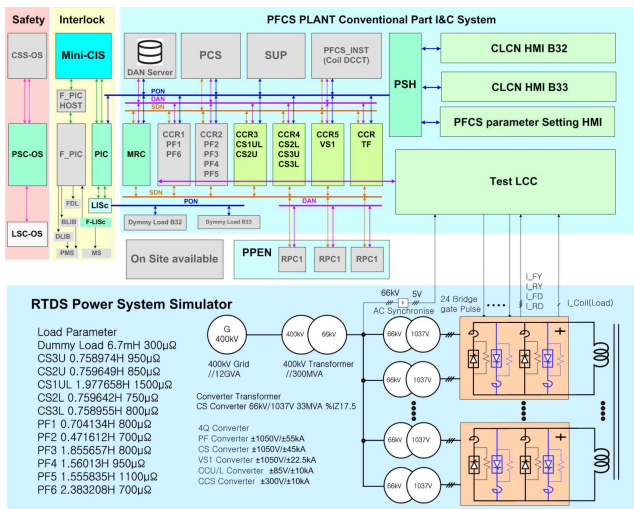 Safety
Interlock
PFCS PLANT Conventional Part I&C System
CSS-OS
Mini-CIS
DAN Server
PCS
SUP
PFCS_INST
(Coil DCCT)
PSH
CLCN HMI B32
CLCN HMI B33
PFCS parameter Setting HMI
F_PIC
HOST
PON
DAN
SDN
PSC-OS
F_PIC
PIC
MRC
CCR1
PF1
PF6
CCR2
PF2
PF3
PF4
PF5
CCR3
CS1UL
CS2U
CCR4
CS2L
CS3U
CS3L
CCR5
VS1
CCR
TF
Test LCC
SDN
FDL
LISc
PON
DAN
LSC-OS
BLIB
F-LISc
DLIB
PMS
MS
Dymmy Load B32
Dymmy Load B33
On Site available
PPEN
RPC1
RPC1
RPC1
RTDS Power System Simulator
66kV
5V
AC Synchronise
24 Bridge
gate Pulse
I_FY
I_RY
I_FD
I_RD
I_Coil(Load)
Load Parameter
Dummy Load 6.7mH 300µΩ
CS3U 0.758974H 950µΩ
CS2U 0.759649H 850µΩ
CS1UL 1.977658H 1500µΩ
CS2L 0.759642H 750µΩ
CS3L 0.758955H 800µΩ
PF1 0.704134H 800µΩ
PF2 0.471612H 700µΩ
PF3 1.855657H 800µΩ
PF4 1.56013H 950µΩ
PF5 1.555835H 1100µΩ
PF6 2.383208H 700µΩ
G
400kV
400kV
66kV
400kV Grid
//12GVA
400kV Transformer
//300MVA
66kV
1037V
66kV
1037V
66kV
1037V
66kV
1037V
Converter Transformer
CS Converter 66kV/1037V 33MVA %IZ17.5
4Q Converter
PF Converter ±1050V/±55kA
CS Converter ±1050V/±45kA
VS1 Converter ±1050V/±22.5kA
CCU/L Converter ±85V/±10kA
CCS Converter ±300V/±10kA